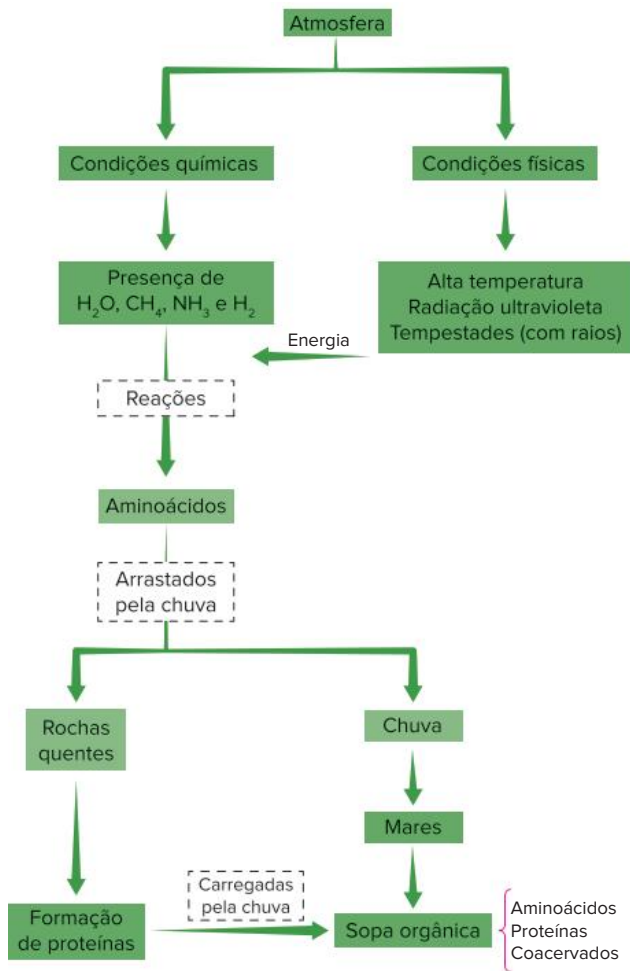 Atmosfera
Condições químicas
Condições físicas
Presença de
H₂O, CH₄, NH₃ e H₂
Alta temperatura
Radiação ultravioleta
Tempestades (com raios)
Energia
Reações
Aminoácidos
Arrastados
pela chuva
Rochas
quentes
Chuva
Mares
Carregadas
pela chuva
Formação
de proteínas
Sopa orgânica
Aminoácidos
Proteínas
Coacervados